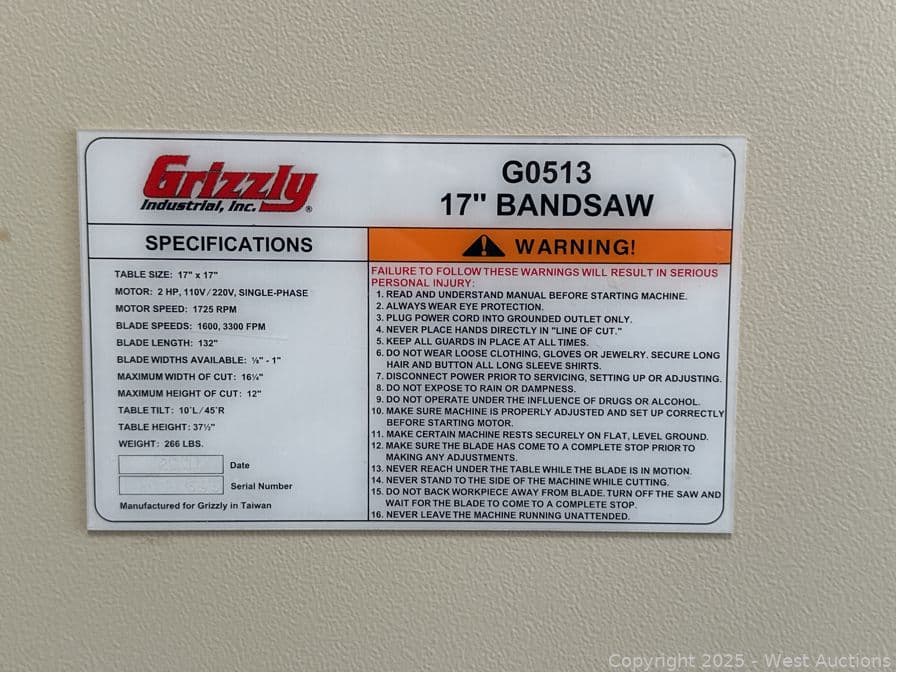 Grizzly
Industrial, Inc. ®
G0513
17" BANDSAW
SPECIFICATIONS
TABLE SIZE: 17" x 17"
MOTOR: 2 HP, 110V/220V, SINGLE-PHASE
MOTOR SPEED: 1725 RPM
BLADE SPEEDS: 1600, 3300 FPM
BLADE LENGTH: 132"
BLADE WIDTHS AVAILABLE: ⅛" - 1"
MAXIMUM WIDTH OF CUT: 16¼"
MAXIMUM HEIGHT OF CUT: 12"
TABLE TILT: 10°L/45°R
TABLE HEIGHT: 37½"
WEIGHT: 266 LBS.
Date
Serial Number
Manufactured for Grizzly in Taiwan
WARNING!
FAILURE TO FOLLOW THESE WARNINGS WILL RESULT IN SERIOUS
PERSONAL INJURY:
1. READ AND UNDERSTAND MANUAL BEFORE STARTING MACHINE.
2. ALWAYS WEAR EYE PROTECTION.
3. PLUG POWER CORD INTO GROUNDED OUTLET ONLY.
4. NEVER PLACE HANDS DIRECTLY IN "LINE OF CUT."
5. KEEP ALL GUARDS IN PLACE AT ALL TIMES.
6. DO NOT WEAR LOOSE CLOTHING, GLOVES OR JEWELRY. SECURE LONG
HAIR AND BUTTON ALL LONG SLEEVE SHIRTS.
7. DISCONNECT POWER PRIOR TO SERVICING, SETTING UP OR ADJUSTING.
8. DO NOT EXPOSE TO RAIN OR DAMPNESS.
9. DO NOT OPERATE UNDER THE INFLUENCE OF DRUGS OR ALCOHOL.
10. MAKE SURE MACHINE IS PROPERLY ADJUSTED AND SET UP CORRECTLY
BEFORE STARTING MOTOR.
11. MAKE CERTAIN MACHINE RESTS SECURELY ON FLAT, LEVEL GROUND.
12. MAKE SURE THE BLADE HAS COME TO A COMPLETE STOP PRIOR TO
MAKING ANY ADJUSTMENTS.
13. NEVER REACH UNDER THE TABLE WHILE THE BLADE IS IN MOTION.
14. NEVER STAND TO THE SIDE OF THE MACHINE WHILE CUTTING.
15. DO NOT BACK WORKPIECE AWAY FROM BLADE. TURN OFF THE SAW AND
WAIT FOR THE BLADE TO COME TO A COMPLETE STOP.
16. NEVER LEAVE THE MACHINE RUNNING UNATTENDED.
Copyright 2025 - West Auctions